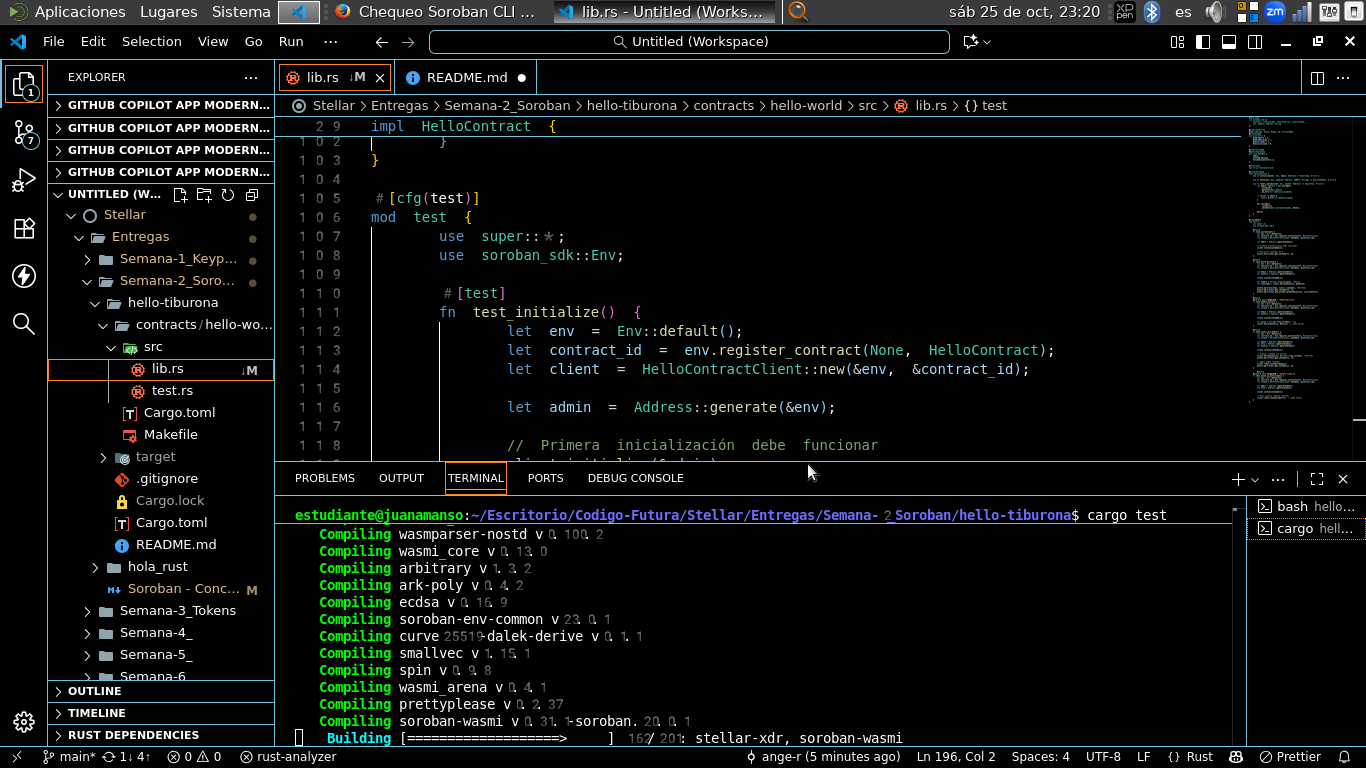 Aplicaciones Lugares Sistema Chequeo Soroban CLI ... lib.rs - Untitled (Works... sáb 25 de oct, 23:20 XP PEN es zm
File Edit Selection View Go Run ··· Untitled (Workspace)
EXPLORER ···
GITHUB COPILOT APP MODERN...
GITHUB COPILOT APP MODERN...
GITHUB COPILOT APP MODERN...
GITHUB COPILOT APP MODERN...
UNTITLED (W...
Stellar
Entregas
Semana-1_Keyp...
Semana-2_Soro...
hello-tiburona
contracts/hello-wo...
src
lib.rs ↓M
test.rs
Cargo.toml
Makefile
target
.gitignore
Cargo.lock
Cargo.toml
README.md
hola_rust
Soroban - Conc... M
Semana-3_Tokens
Semana-4_
Semana-5_
Semana-6
OUTLINE
TIMELINE
RUST DEPENDENCIES
1
7
lib.rs ↓M README.md
Stellar > Entregas > Semana-2_Soroban > hello-tiburona > contracts > hello-world > src > lib.rs > {} test
29 impl HelloContract {
102 }
103 }
104
105 #[cfg(test)]
106 mod test {
107 use super::*;
108 use soroban_sdk::Env;
109
110 #[test]
111 fn test_initialize() {
112 let env = Env::default();
113 let contract_id = env.register_contract(None, HelloContract);
114 let client = HelloContractClient::new(&env, &contract_id);
115
116 let admin = Address::generate(&env);
117
118 // Primera inicialización debe funcionar
PROBLEMS OUTPUT TERMINAL PORTS DEBUG CONSOLE
estudiante@juanamanso:~/Escritorio/Codigo-Futura/Stellar/Entregas/Semana-2_Soroban/hello-tiburona$ cargo test
Compiling wasmparser-nostd v0.100.2
Compiling wasmi_core v0.13.0
Compiling arbitrary v1.3.2
Compiling ark-poly v0.4.2
Compiling ecdsa v0.16.9
Compiling soroban-env-common v23.0.1
Compiling curve25519-dalek-derive v0.1.1
Compiling smallvec v1.15.1
Compiling spin v0.9.8
Compiling wasmi_arena v0.4.1
Compiling prettyplease v0.2.37
Compiling soroban-wasmi v0.31.1-soroban.20.0.1
Building [===================>     ] 162/201: stellar-xdr, soroban-wasmi
bash hello...
cargo hell...
main* 1↓ 4↑ 0 0 rust-analyzer ange-r (5 minutes ago) Ln 196, Col 2 Spaces: 4 UTF-8 LF {} Rust Prettier